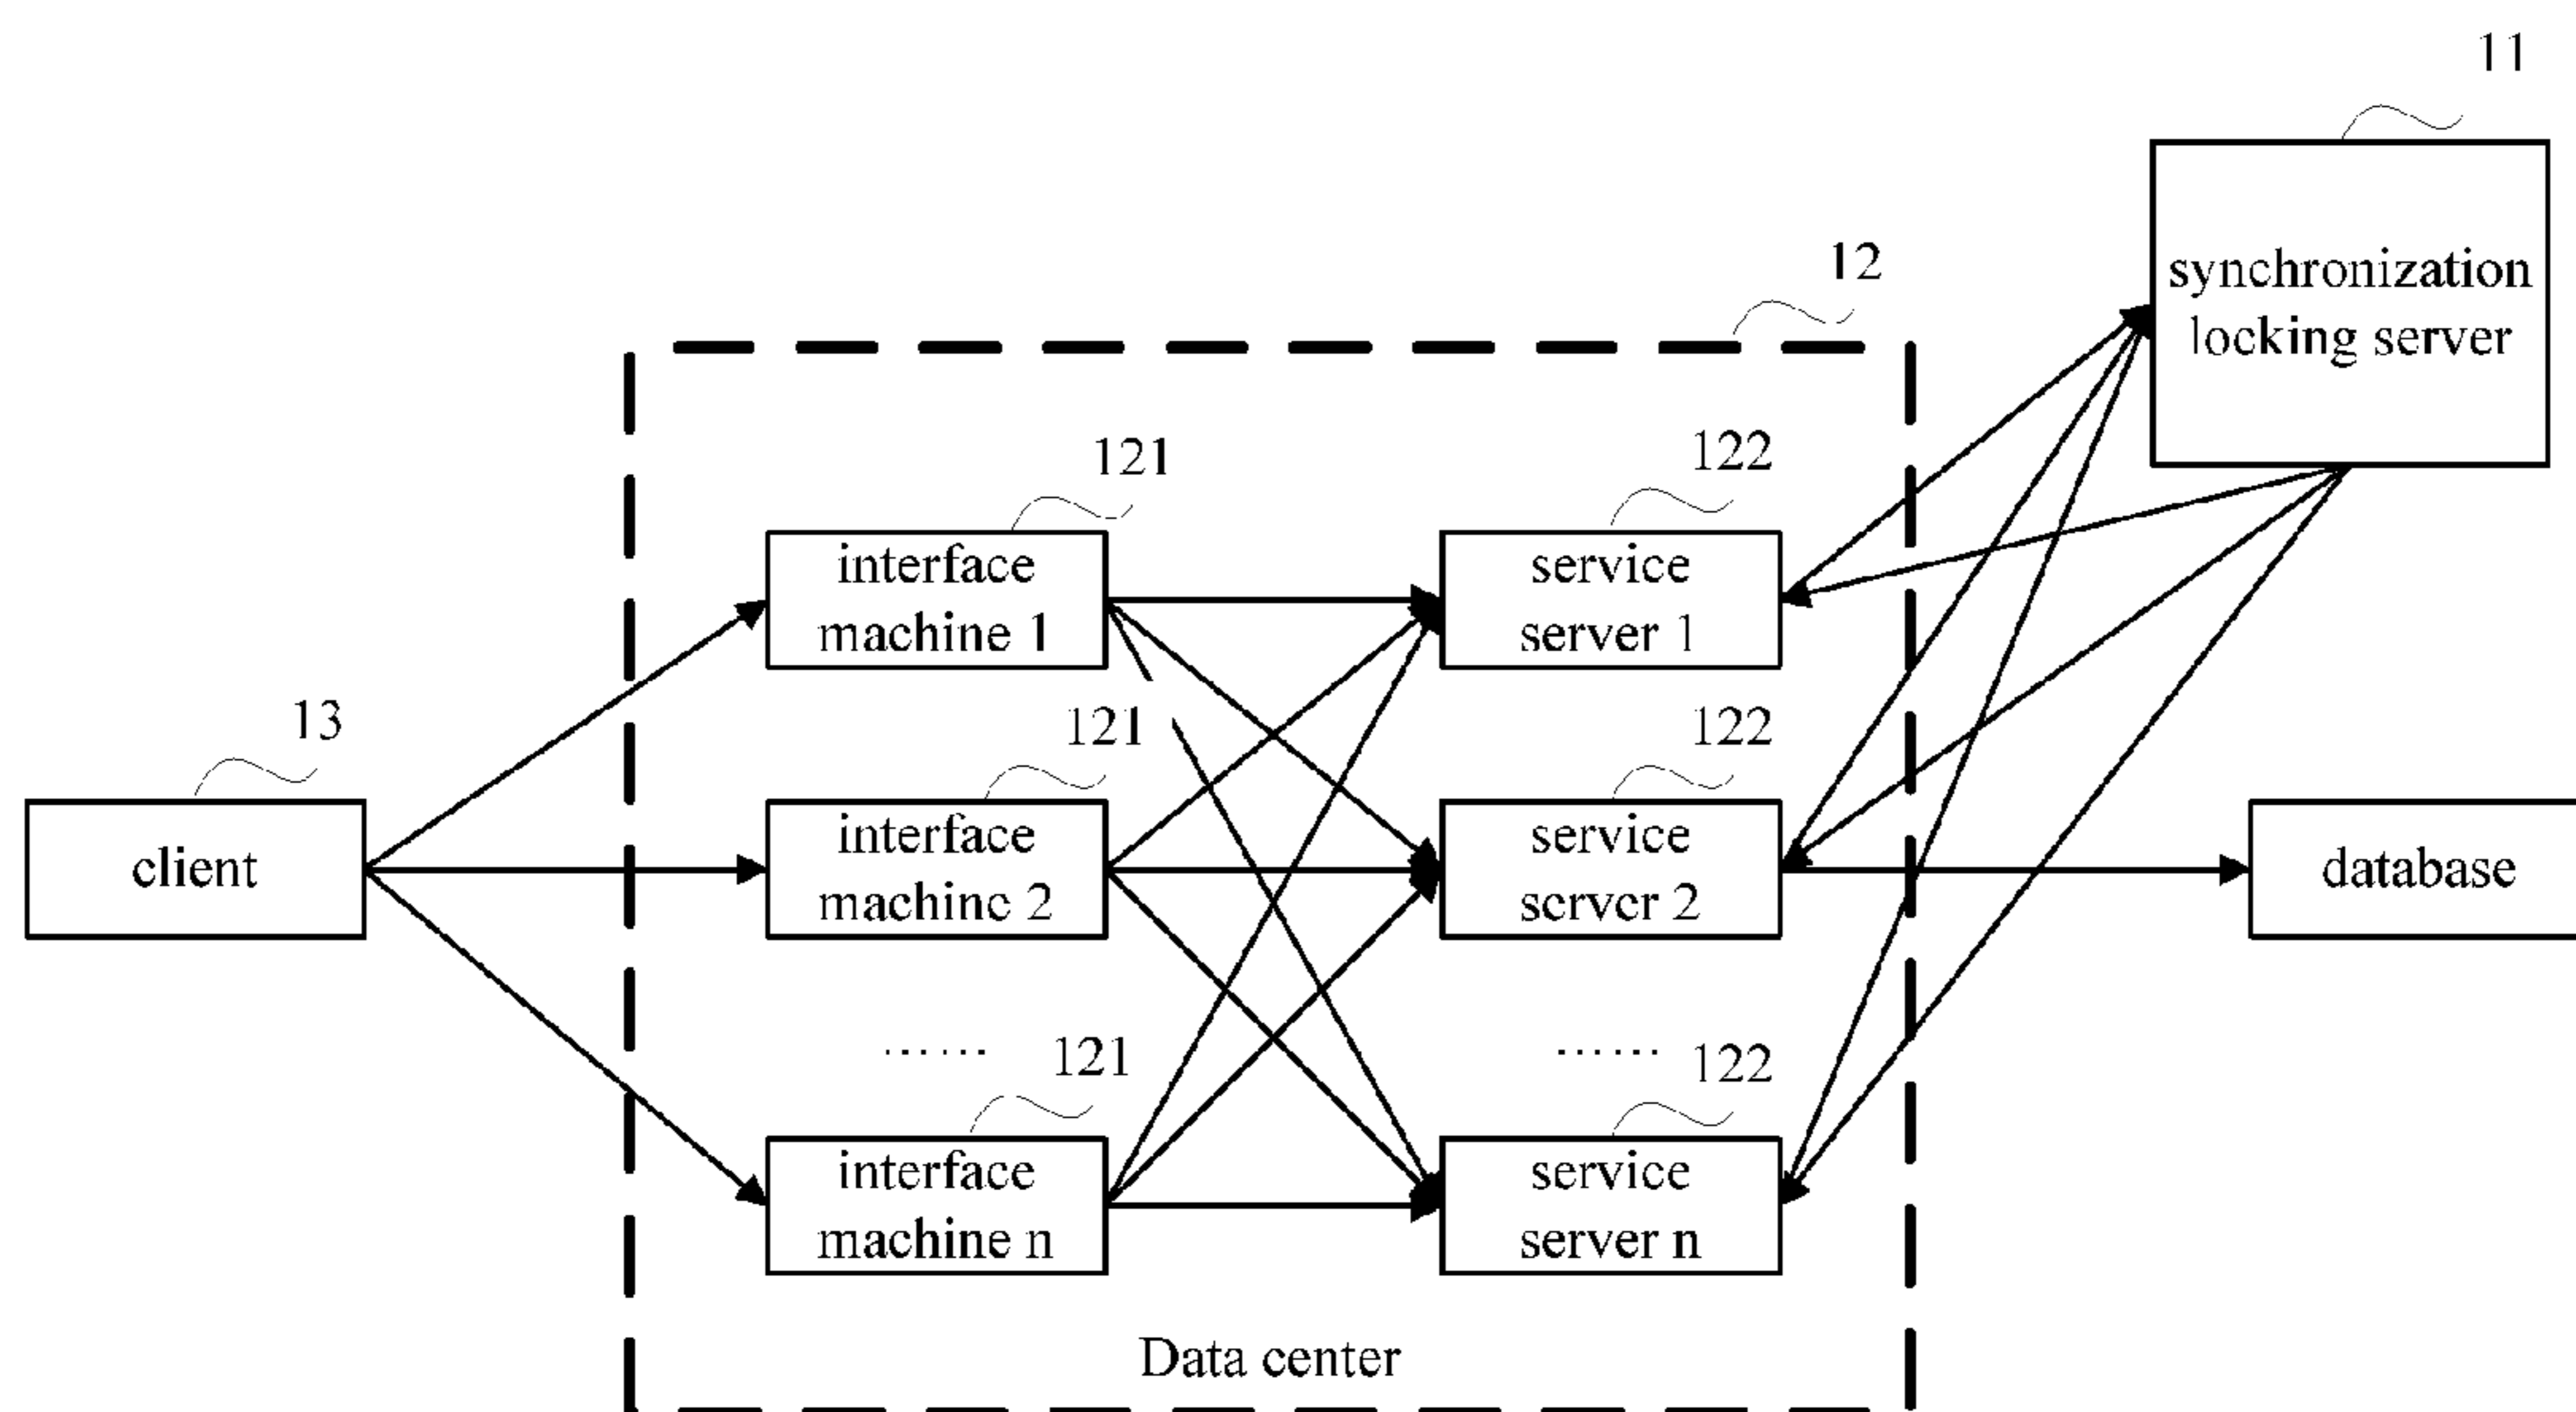 11
synchronization
locking server
12
121
122
interface
machine 1
service
server 1
13
121
122
client
interface
machine 2
service
server 2
database
......
121
......
122
interface
machine n
service
server n
Data center